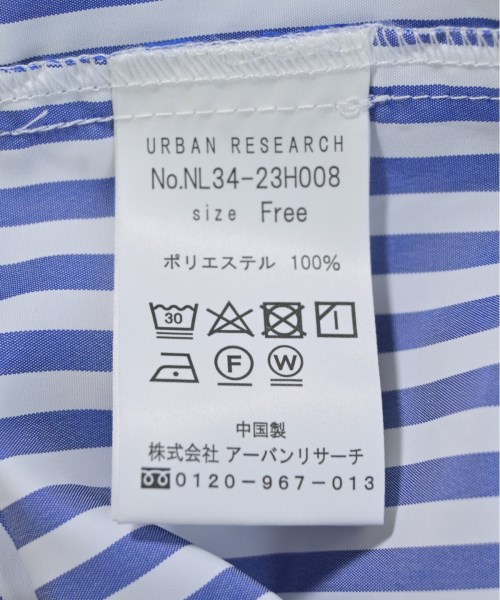 URBAN RESEARCH
No.NL34-23H008
size Free
ポリエステル 100%
30
F W
中国製
株式会社 アーバンリサーチ
0120-967-013